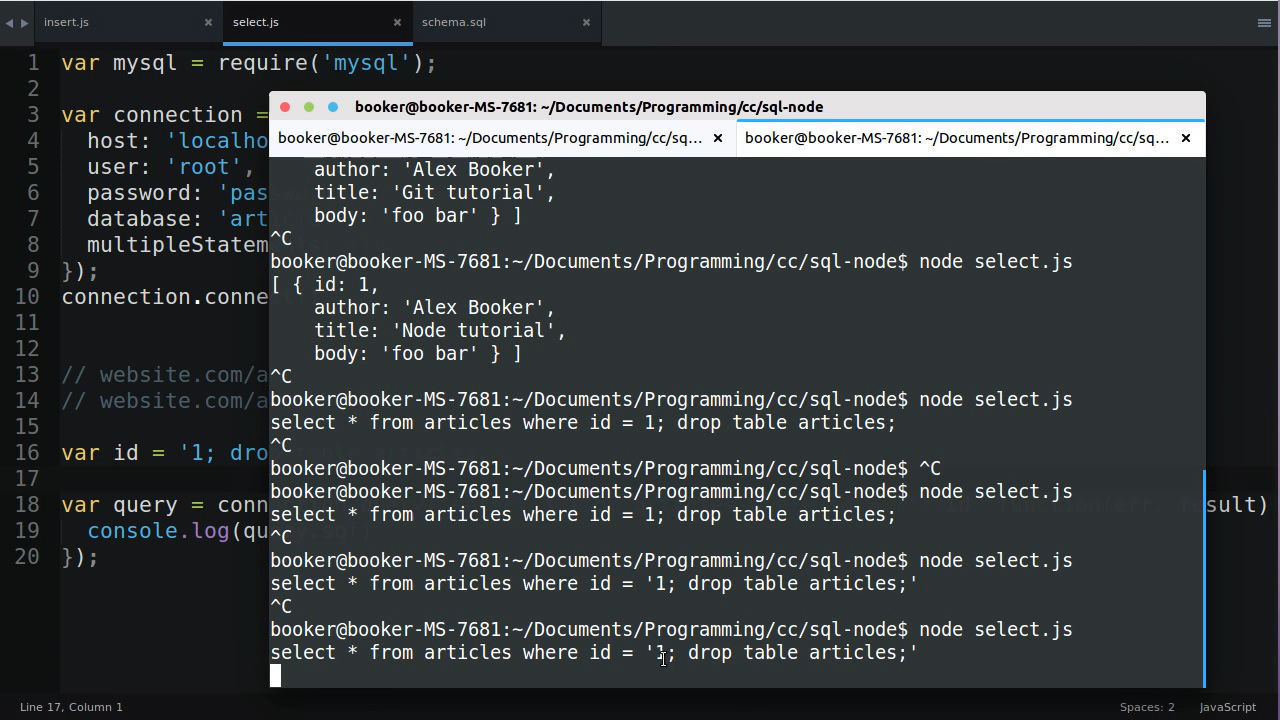 insert.js
select.js
schema.sql
1 var mysql = require('mysql');
2
3 var connection =
4 host: 'localho
5 user: 'root',
6 password: 'pas
7 database: 'art
8 multipleStatem
9 });
10 connection.conne
11
12
13 // website.com/a
14 // website.com/a
15
16 var id = '1; dro
17
18 var query = conn sult)
19 console.log(qu
20 });
booker@booker-MS-7681: ~/Documents/Programming/cc/sql-node
booker@booker-MS-7681: ~/Documents/Programming/cc/sq...
booker@booker-MS-7681: ~/Documents/Programming/cc/sq...
author: 'Alex Booker',
title: 'Git tutorial',
body: 'foo bar' } ]
^C
booker@booker-MS-7681:~/Documents/Programming/cc/sql-node$ node select.js
[ { id: 1,
author: 'Alex Booker',
title: 'Node tutorial',
body: 'foo bar' } ]
^C
booker@booker-MS-7681:~/Documents/Programming/cc/sql-node$ node select.js
select * from articles where id = 1; drop table articles;
^C
booker@booker-MS-7681:~/Documents/Programming/cc/sql-node$ ^C
booker@booker-MS-7681:~/Documents/Programming/cc/sql-node$ node select.js
select * from articles where id = 1; drop table articles;
^C
booker@booker-MS-7681:~/Documents/Programming/cc/sql-node$ node select.js
select * from articles where id = '1; drop table articles;'
^C
booker@booker-MS-7681:~/Documents/Programming/cc/sql-node$ node select.js
select * from articles where id = '1; drop table articles;'
Line 17, Column 1
Spaces: 2
JavaScript